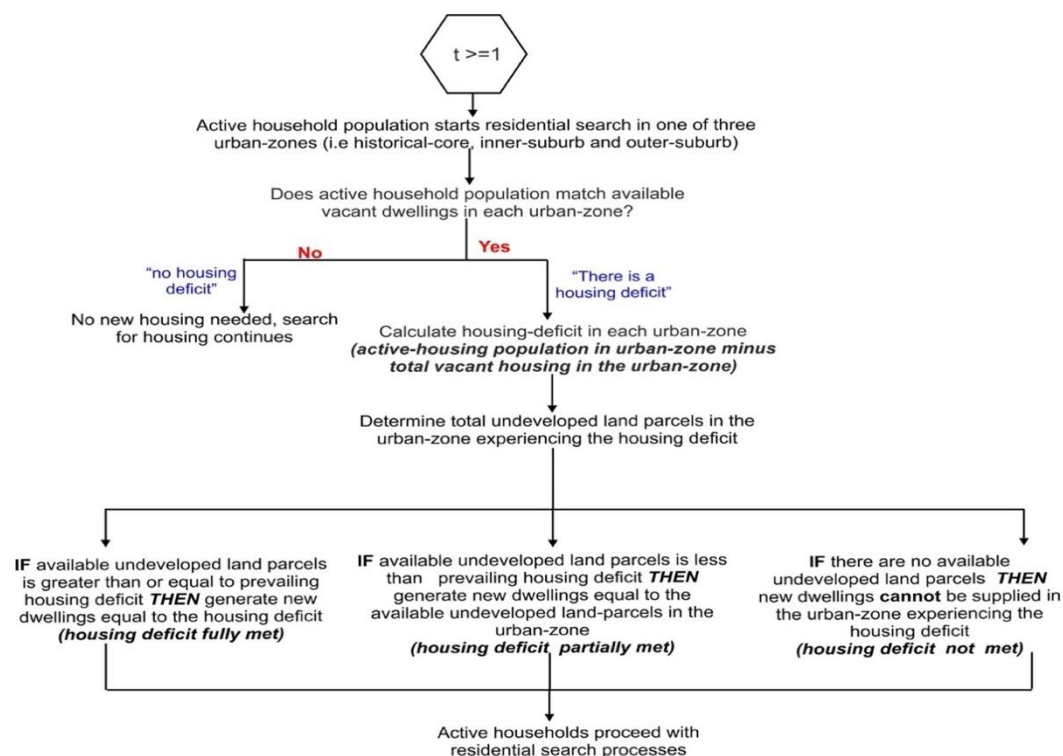 t >=1
Active household population starts residential search in one of three
urban-zones (i.e historical-core, inner-suburb and outer-suburb)
Does active household population match available
vacant dwellings in each urban-zone?
No
Yes
“no housing
deficit”
“There is a
housing deficit”
No new housing needed, search
for housing continues
Calculate housing-deficit in each urban-zone
(active-housing population in urban-zone minus
total vacant housing in the urban-zone)
Determine total undeveloped land parcels in the
urban-zone experiencing the housing deficit
IF available undeveloped land parcels
is greater than or equal to prevailing
housing deficit THEN generate new
dwellings equal to the housing deficit
(housing deficit fully met)
IF available undeveloped land parcels is less
than prevailing housing deficit THEN
generate new dwellings equal to the
available undeveloped land-parcels in the
urban-zone
(housing deficit partially met)
IF there are no available
undeveloped land parcels THEN
new dwellings cannot be supplied in
the urban-zone experiencing the
housing deficit
(housing deficit not met)
Active households proceed with
residential search processes